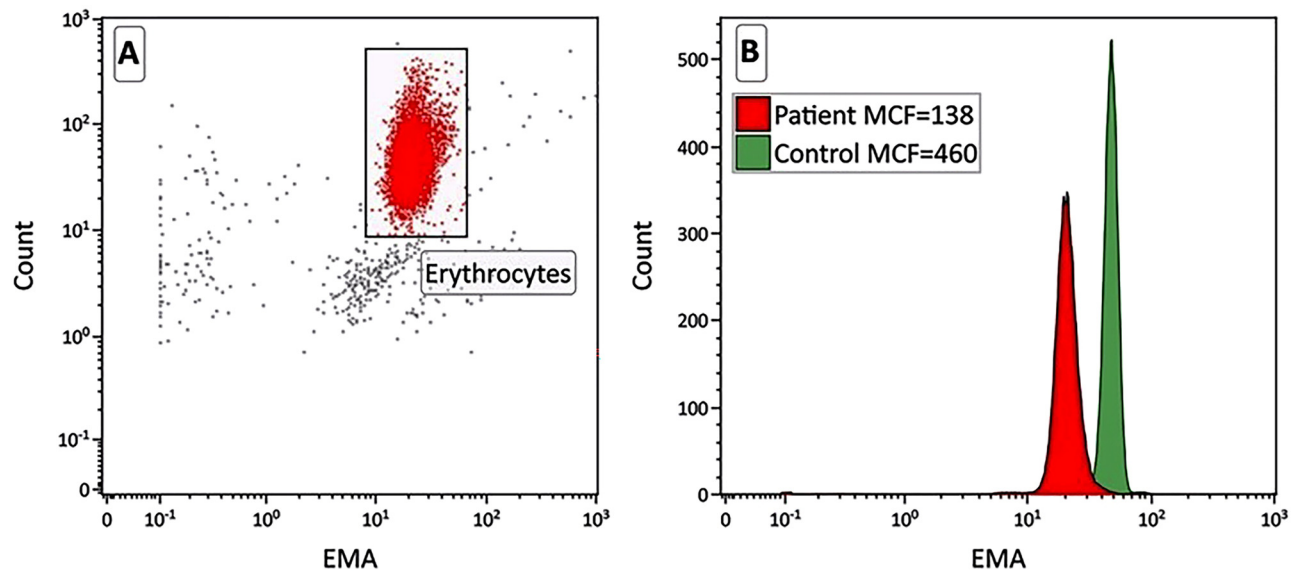 A
10³
10²
10¹
10⁰
10⁻¹
0
Count
Erythrocytes
0 10⁻¹ 10⁰ 10¹ 10² 10³
EMA
B
Patient MCF=138
Control MCF=460
500
400
300
200
100
0
Count
0 10⁻¹ 10⁰ 10¹ 10² 10³
EMA